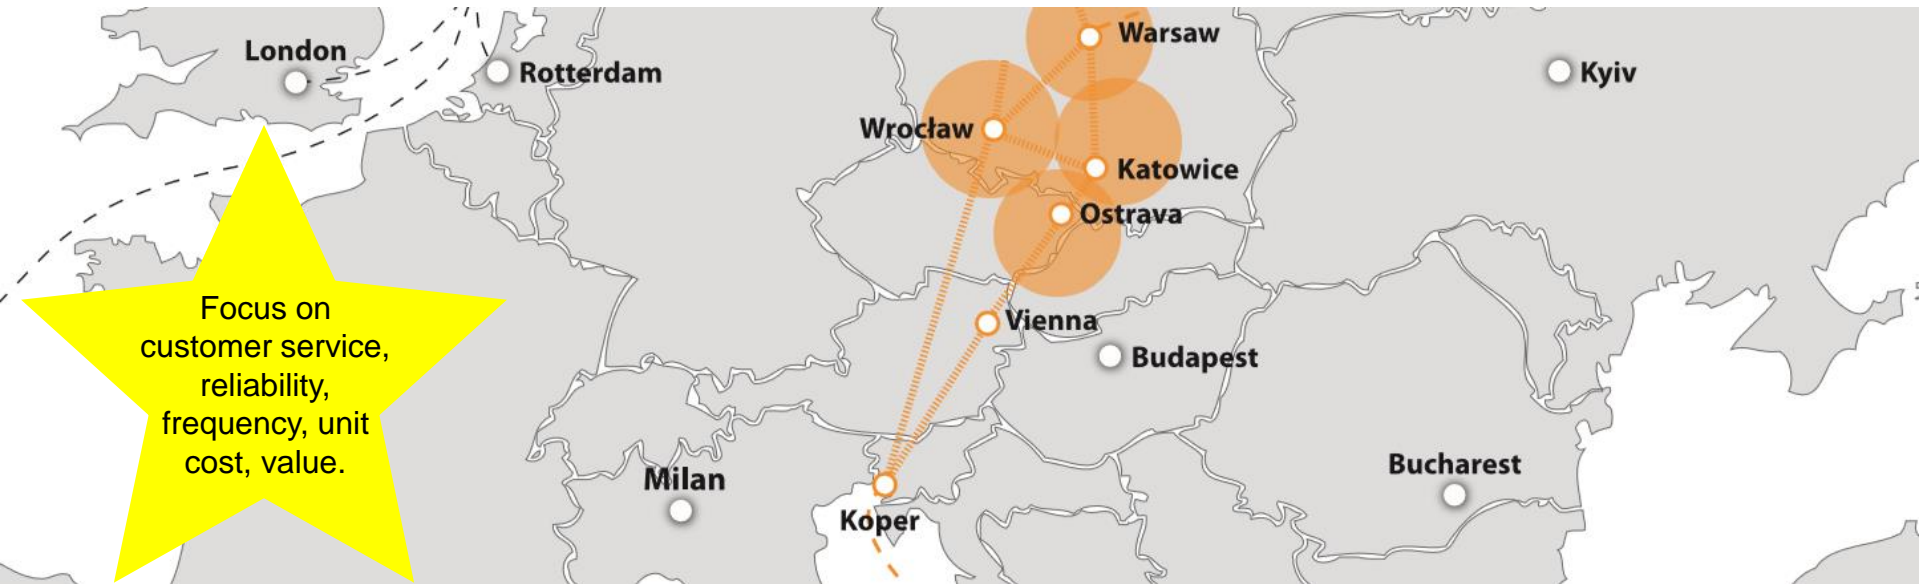 Warsaw
London
Rotterdam
Kyiv
Wrocław
Katowice
Ostrava
Focus on
customer service,
reliability,
frequency, unit
cost, value.
Vienna
Budapest
Milan
Bucharest
Koper